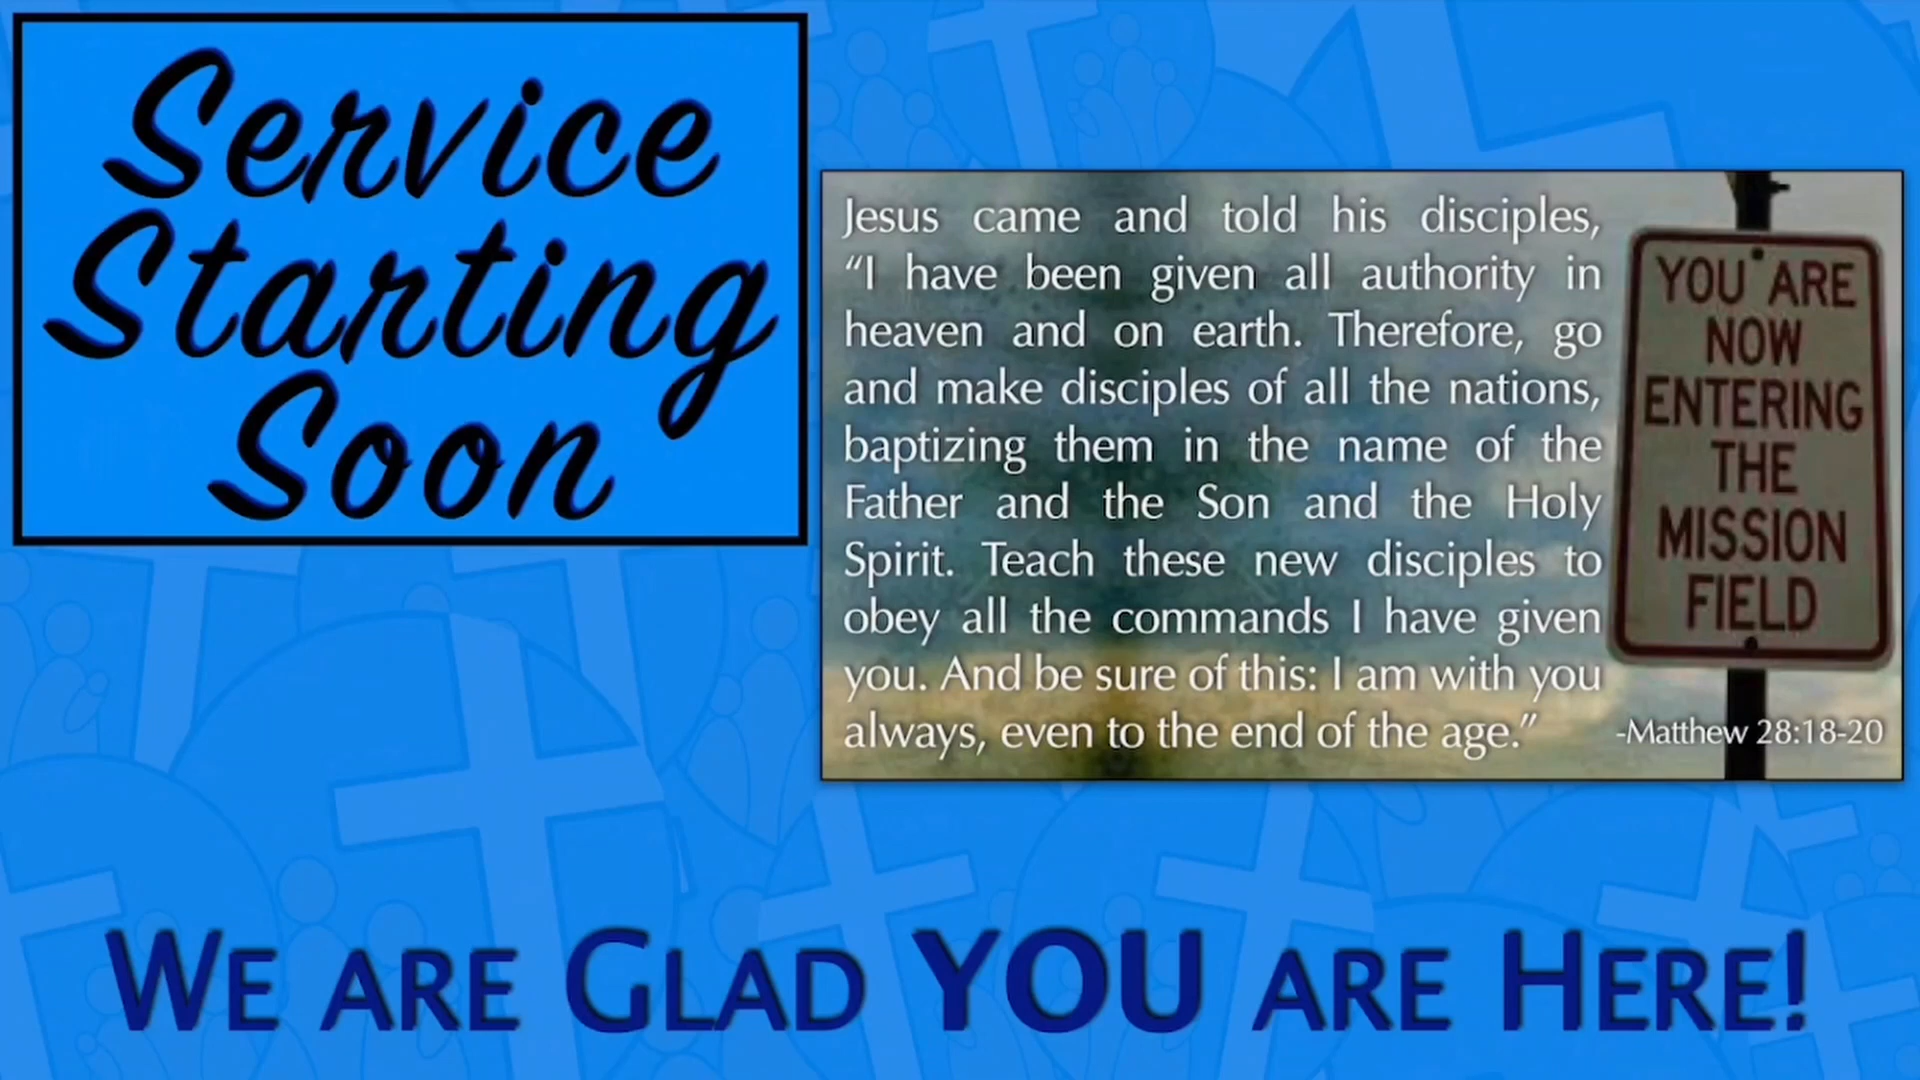 Service
Starting
Soon
Jesus came and told his disciples,
“I have been given all authority in
heaven and on earth. Therefore, go
and make disciples of all the nations,
baptizing them in the name of the
Father and the Son and the Holy
Spirit. Teach these new disciples to
obey all the commands I have given
you. And be sure of this: I am with you
always, even to the end of the age.”
-Matthew 28:18-20
YOU ARE
NOW
ENTERING
THE
MISSION
FIELD
WE ARE GLAD YOU ARE HERE!